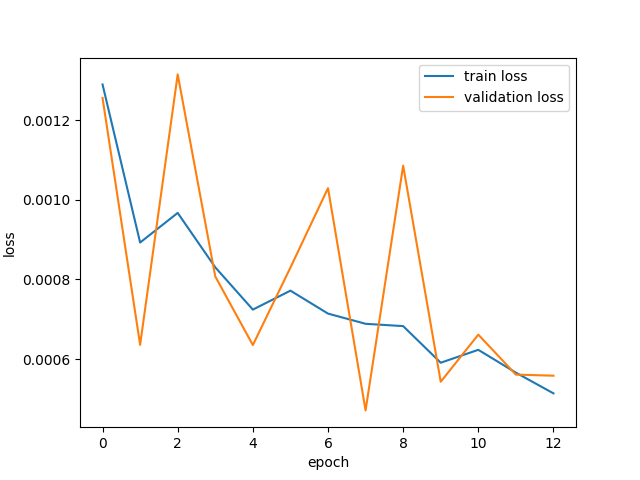 train loss
validation loss
0.0012
0.0010
0.0008
0.0006
loss
0 2 4 6 8 10 12
epoch